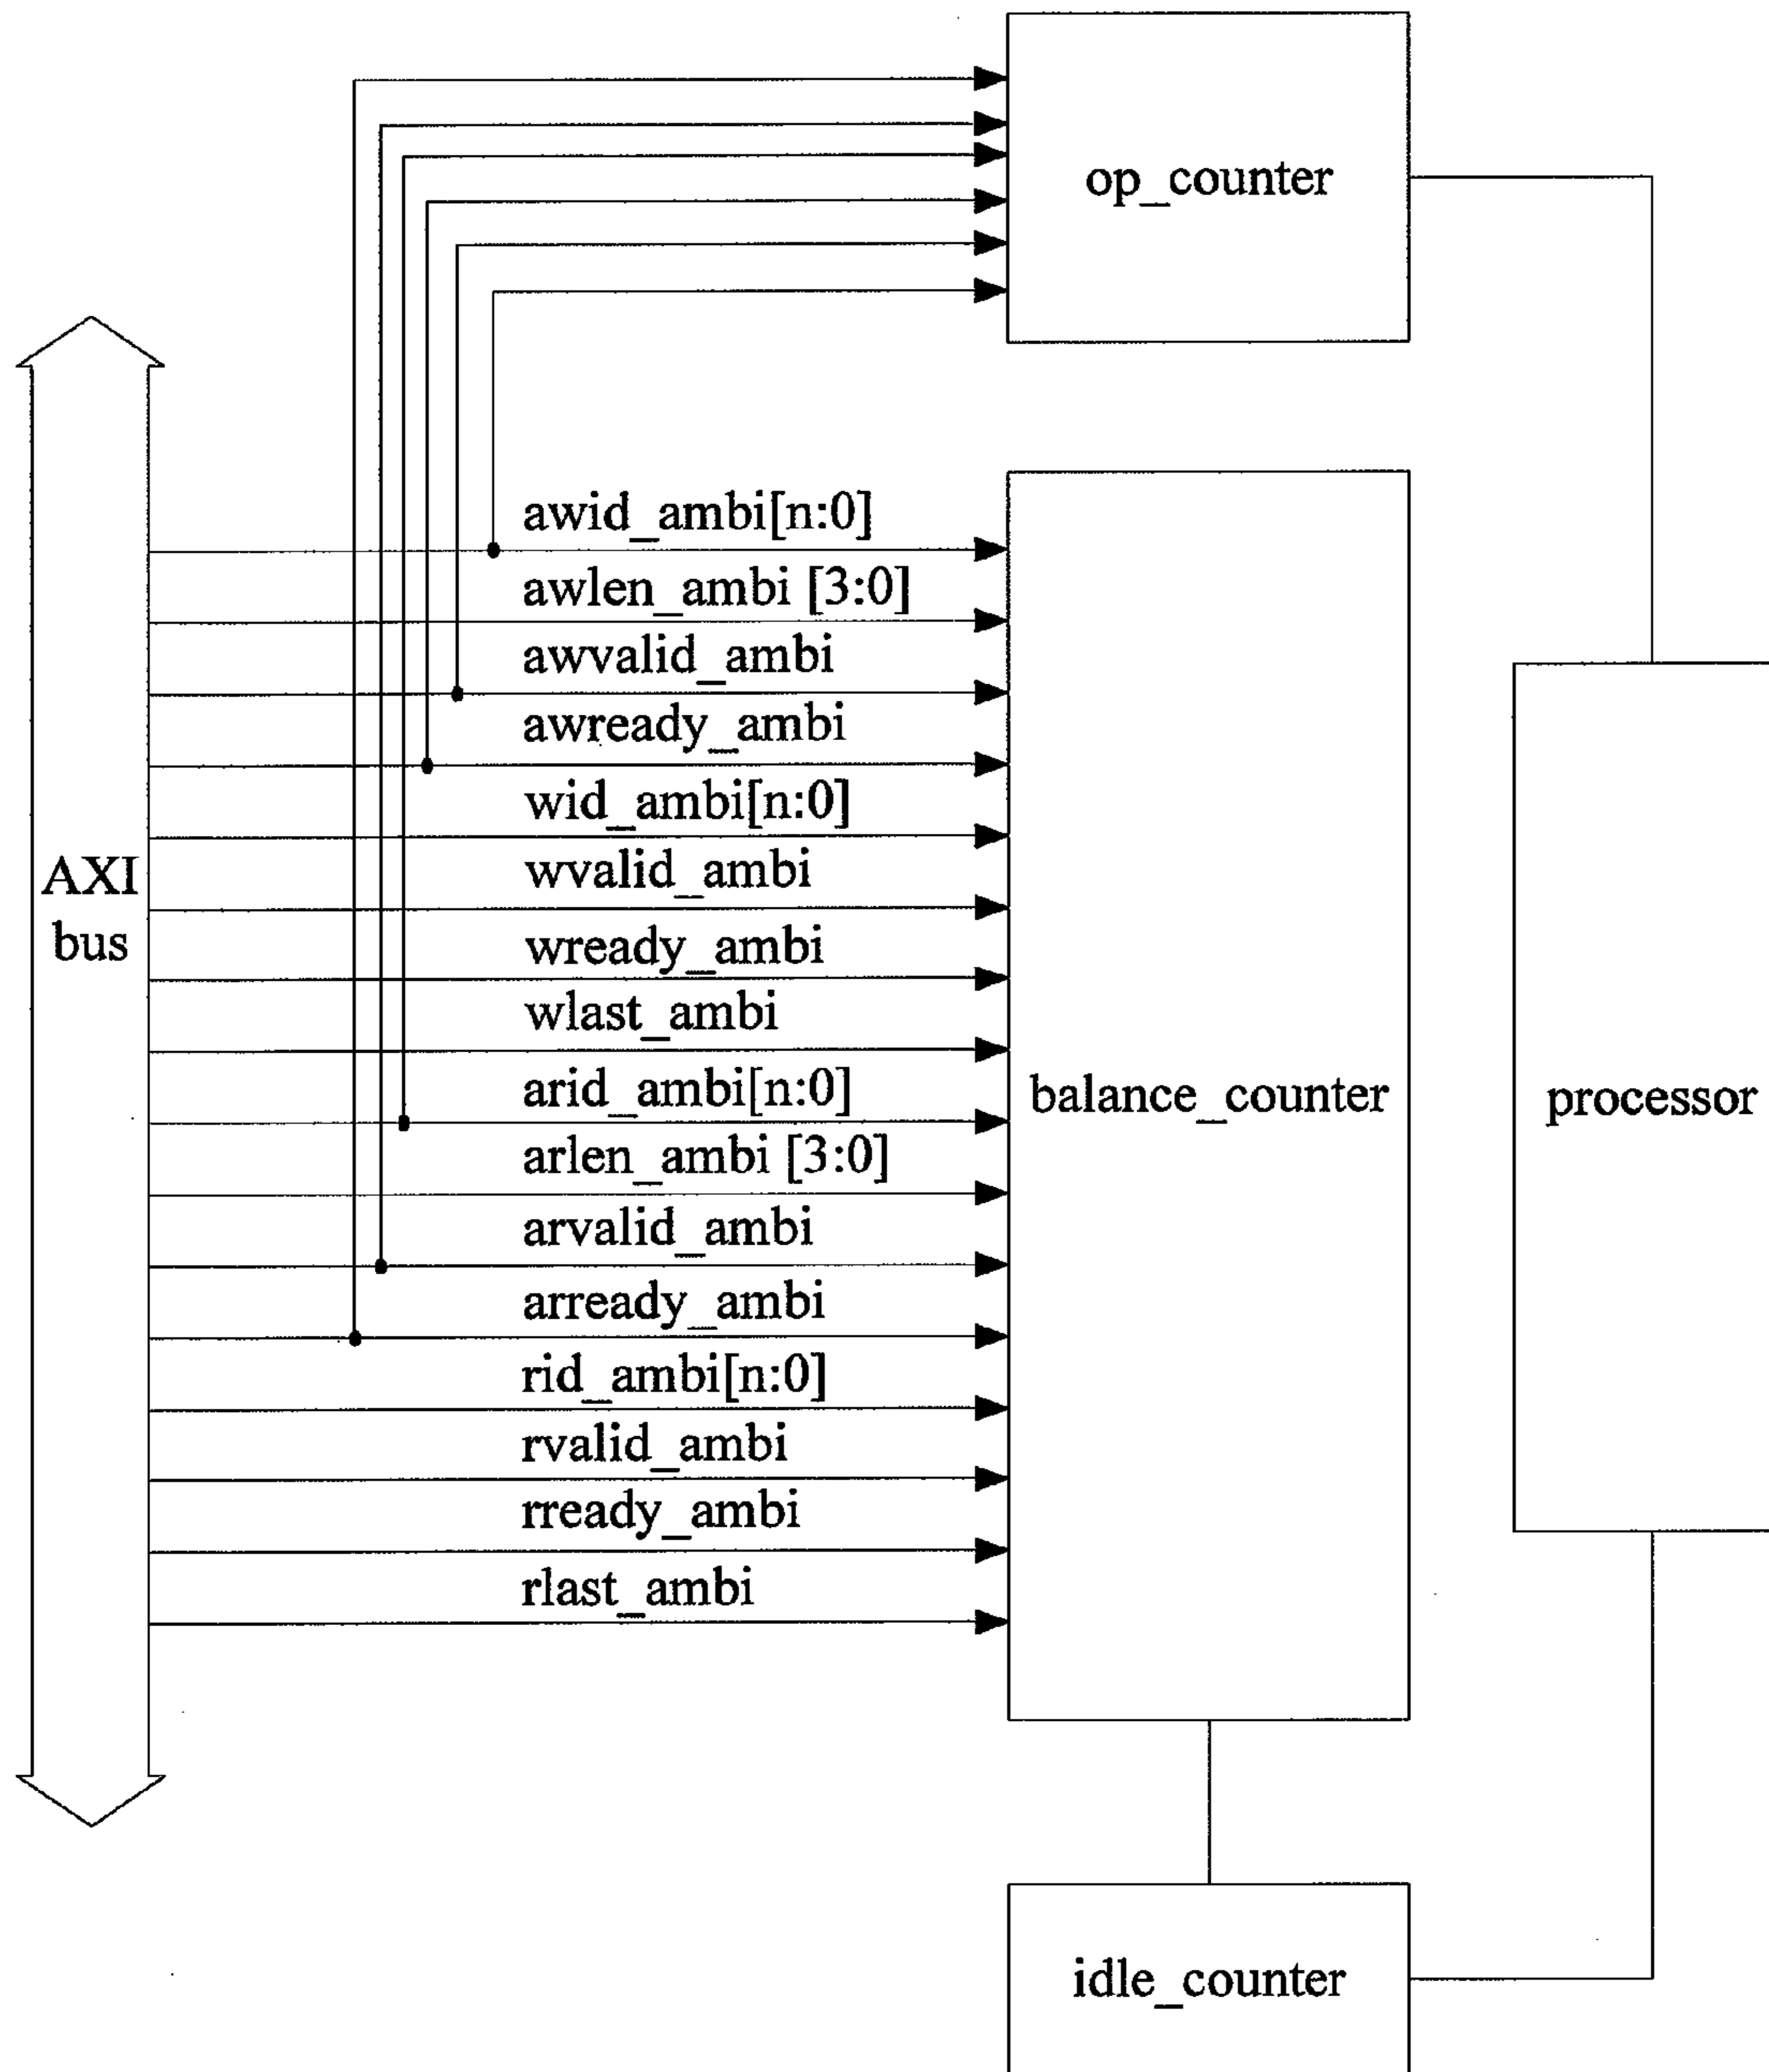 op_counter
awid_ambi[n:0]
awlen_ambi [3:0]
awvalid_ambi
awready_ambi
wid_ambi[n:0]
wvalid_ambi
wready_ambi
wlast_ambi
arid_ambi[n:0]
arlen_ambi [3:0]
arvalid_ambi
arready_ambi
rid_ambi[n:0]
rvalid_ambi
rready_ambi
rlast_ambi
AXI
bus
balance_counter
processor
idle_counter